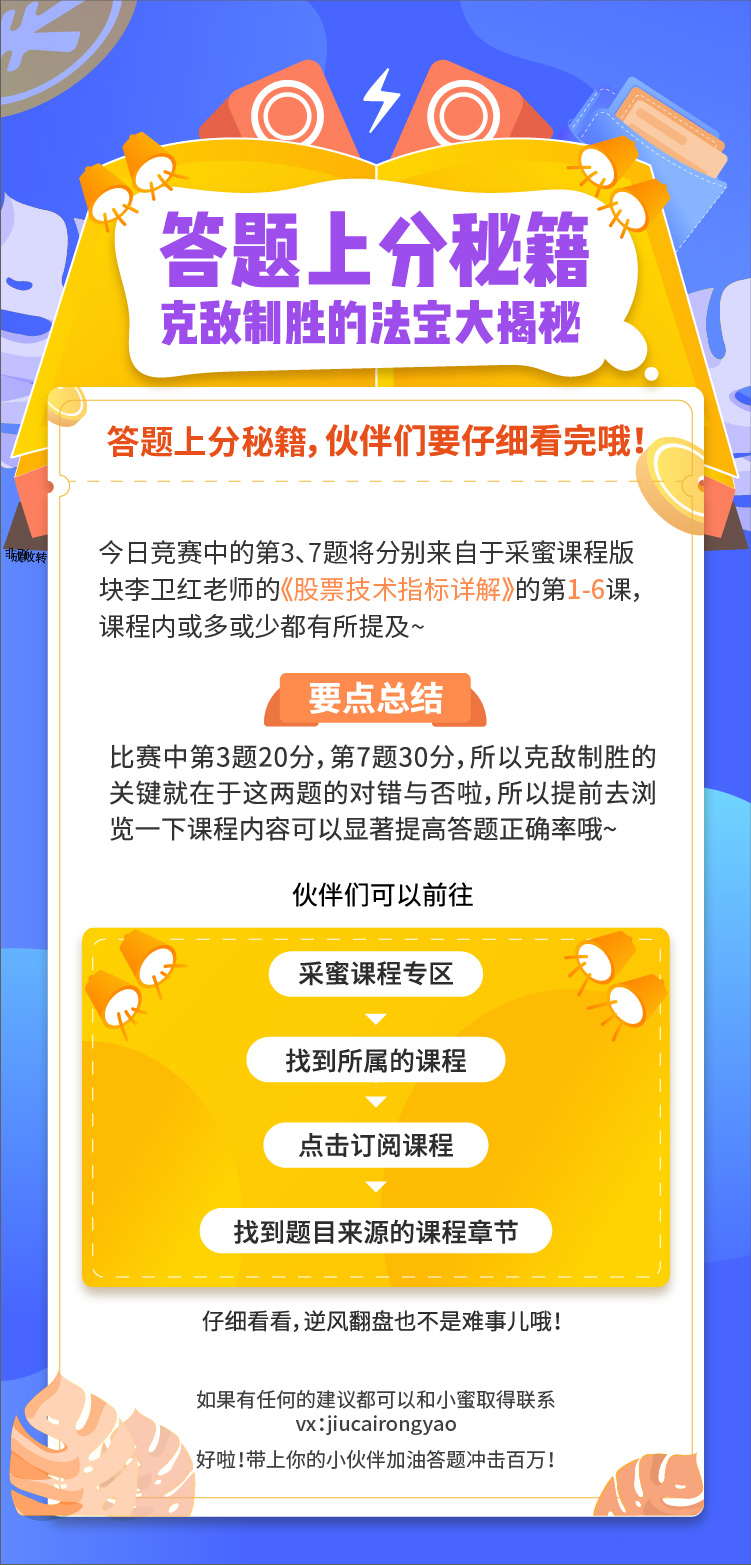 答题上分秘籍
克敌制胜的法宝大揭秘
答题上分秘籍，伙伴们要仔细看完哦！
今日竞赛中的第3、7题将分别来自于采蜜课程版
块李卫红老师的《股票技术指标详解》的第1-6课，
课程内或多或少都有所提及~
要点总结
比赛中第3题20分，第7题30分，所以克敌制胜的
关键就在于这两题的对错与否啦，所以提前去浏
览一下课程内容可以显著提高答题正确率哦~
伙伴们可以前往
采蜜课程专区
找到所属的课程
点击订阅课程
找到题目来源的课程章节
仔细看看，逆风翻盘也不是难事儿哦！
如果有任何的建议都可以和小蜜取得联系
vx：jiucairongyao
好啦！带上你的小伙伴加油答题冲击百万！